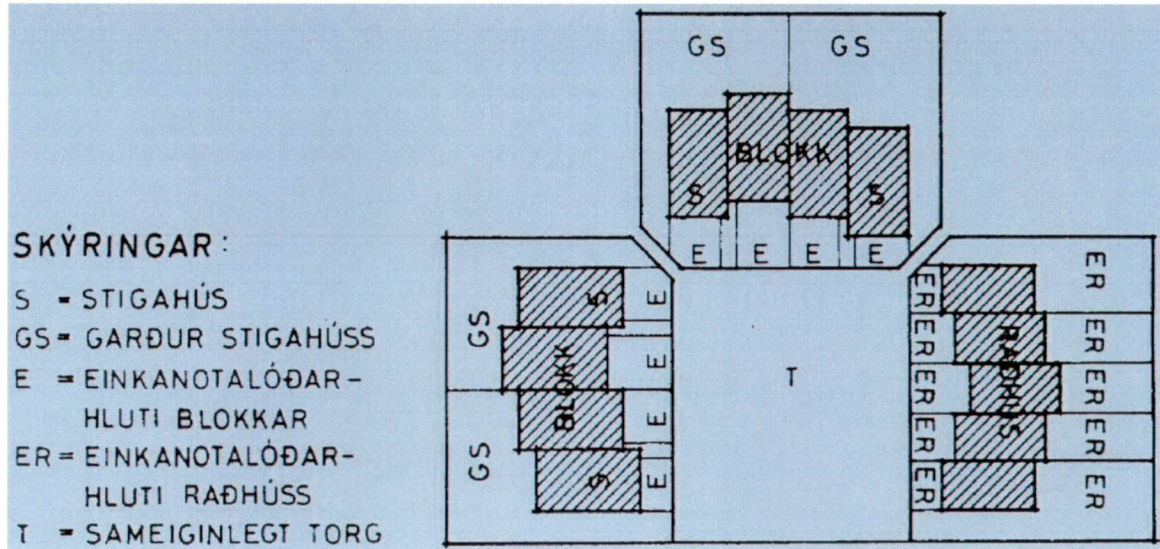 GS GS
BLOKK
S S
E E E E
SKÝRINGAR:
S = STIGAHÚS
GS = GARÐUR STIGAHÚSS
E = EINKANOTALÓÐAR-
HLUTI BLOKKAR
ER = EINKANOTALÓÐAR-
HLUTI RAÐHÚSS
T = SAMEIGINLEGT TORG
GS
GS
BLOKK
S
S
E
E
E
E
T
ER
ER
ER
ER
ER
RAÐHÚS
ER
ER
ER
ER
ER